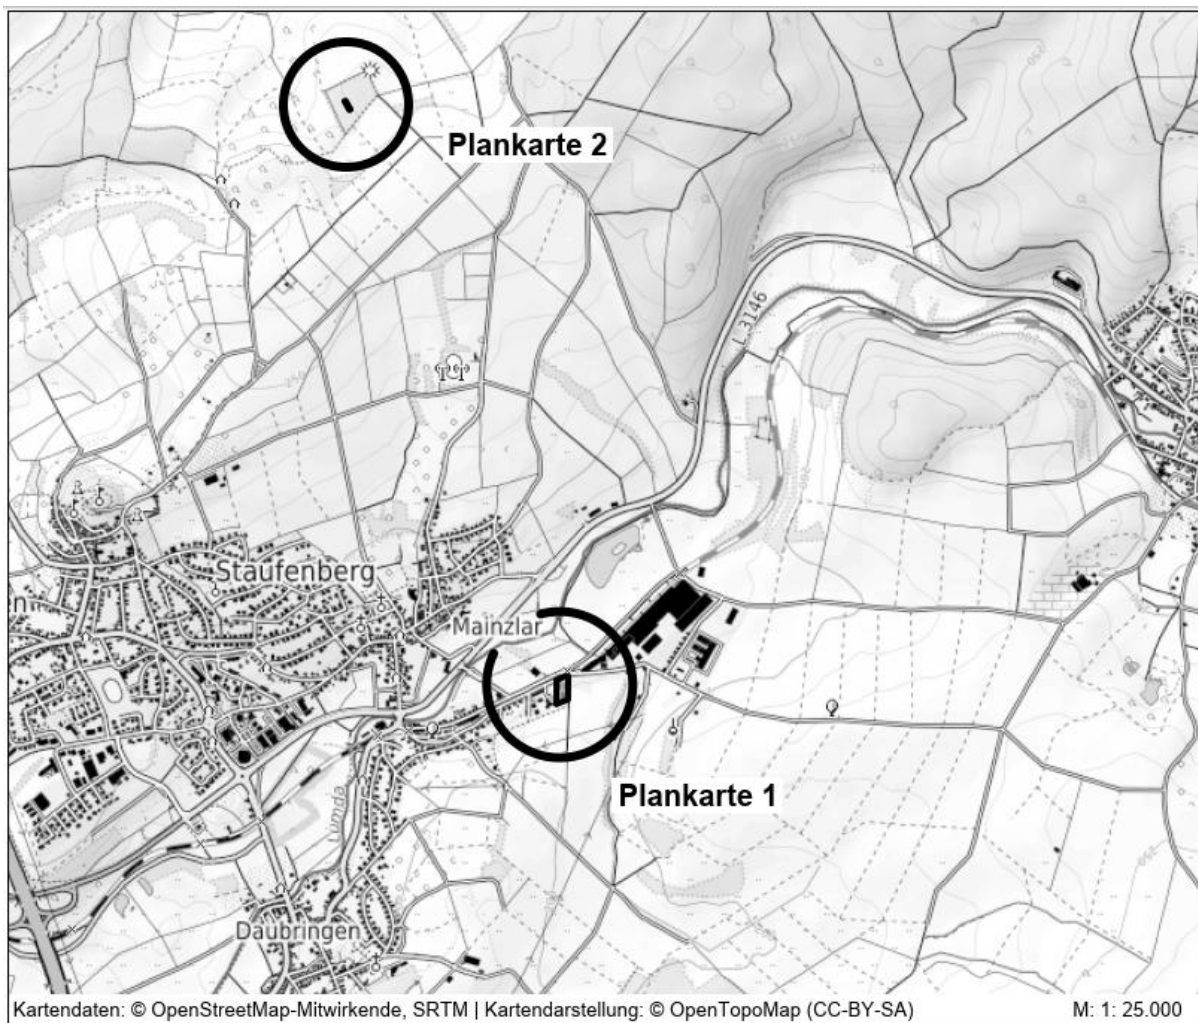 Plankarte 2
L 3146
Staufenberg
en
Mainzlar
Plankarte 1
Lumda
Daubringen
Kartendaten: © OpenStreetMap-Mitwirkende, SRTM | Kartendarstellung: © OpenTopoMap (CC-BY-SA)
M: 1: 25.000